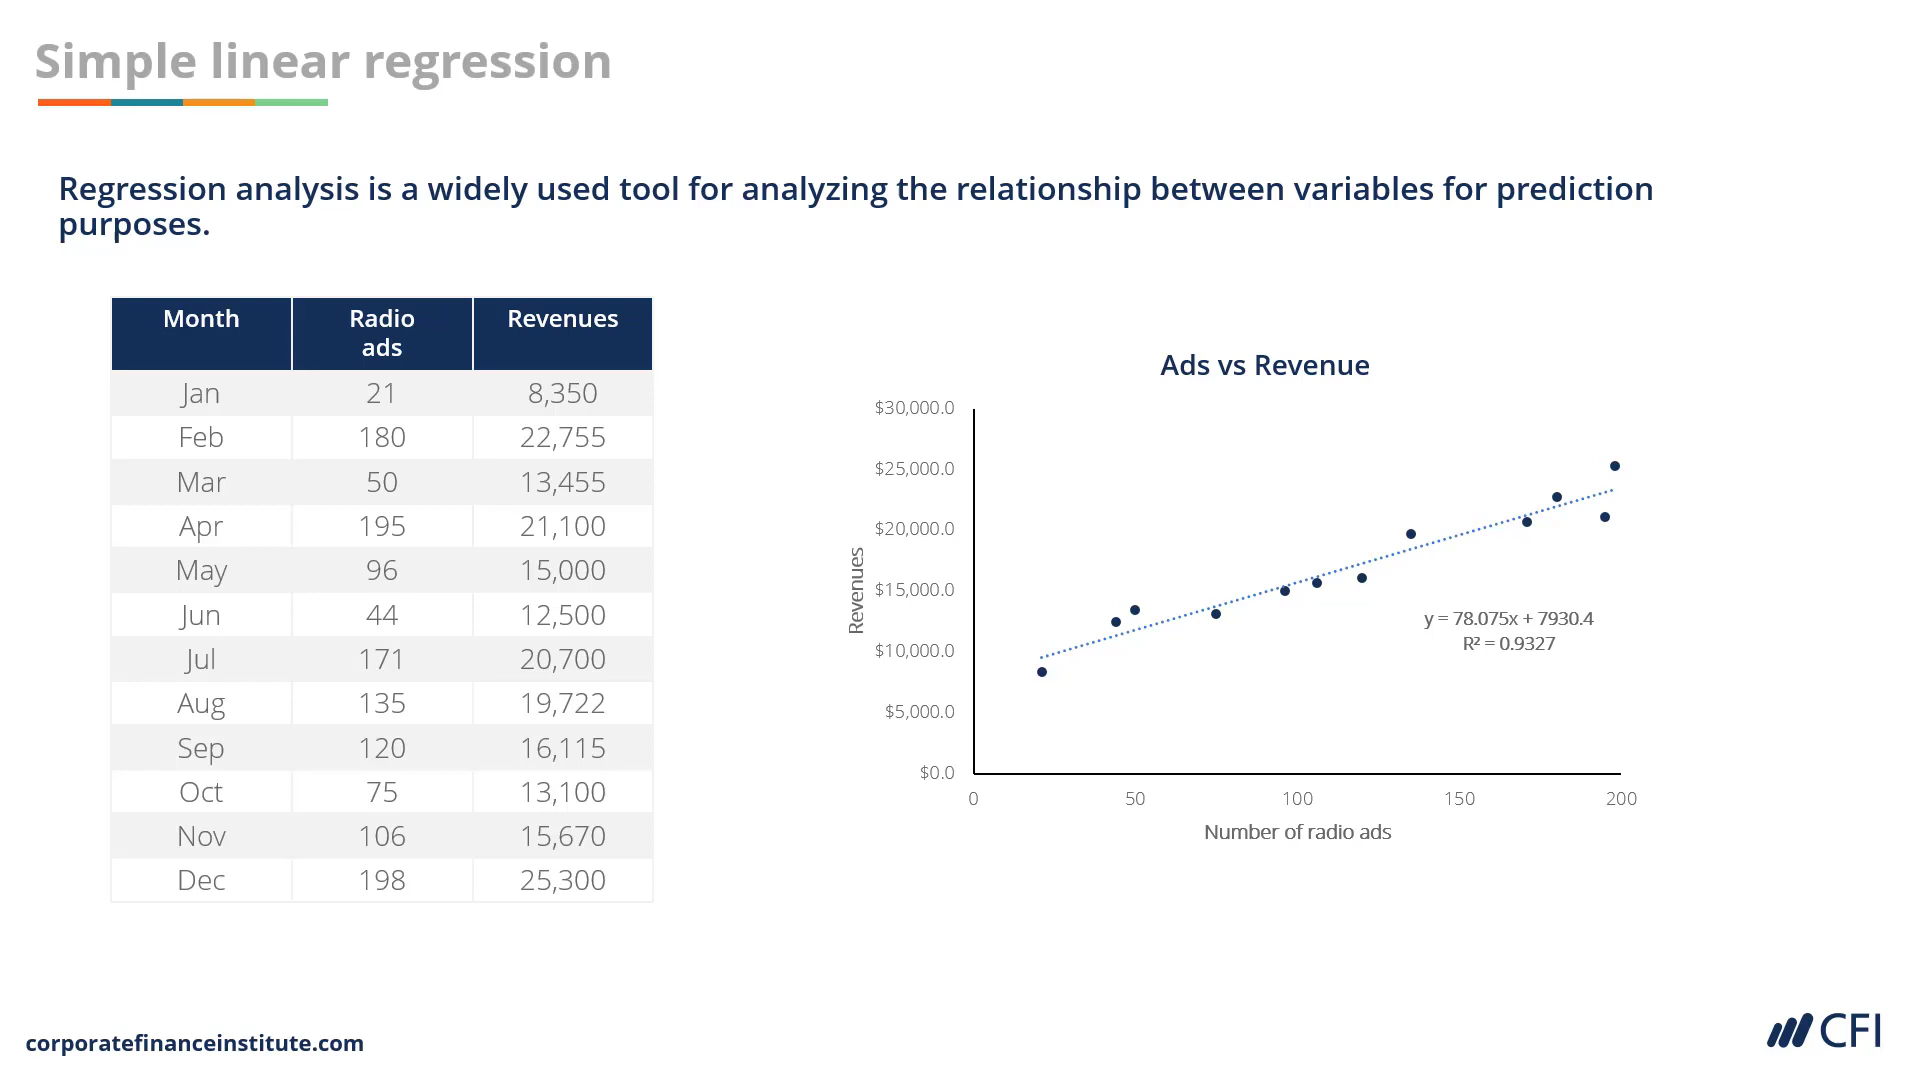 Simple linear regression
Regression analysis is a widely used tool for analyzing the relationship between variables for prediction
purposes.
Month Radio ads Revenues
Jan 21 8,350
Feb 180 22,755
Mar 50 13,455
Apr 195 21,100
May 96 15,000
Jun 44 12,500
Jul 171 20,700
Aug 135 19,722
Sep 120 16,115
Oct 75 13,100
Nov 106 15,670
Dec 198 25,300
Ads vs Revenue
Revenues
$30,000.0
$25,000.0
$20,000.0
$15,000.0
$10,000.0
$5,000.0
$0.0
y = 78.075x + 7930.4
R² = 0.9327
0 50 100 150 200
Number of radio ads
corporatefinanceinstitute.com
CFI